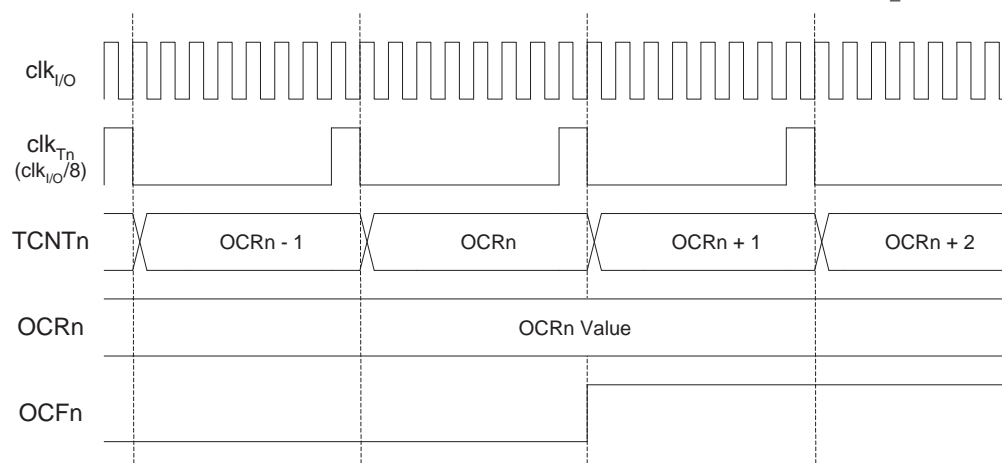 clkI/O
clkTn
(clkI/O/8)
TCNTn
OCRn - 1
OCRn
OCRn + 1
OCRn + 2
OCRn
OCRn Value
OCFn